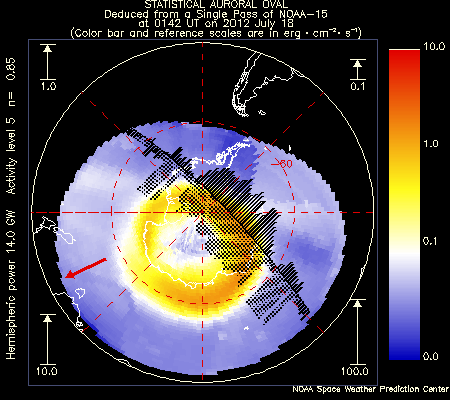 STATISTICAL AURORAL OVAL
Deduced from a Single Pass of NOAA-15
at 0142 UT on 2012 July 18
(Color bar and reference scales are in erg·cm⁻²·s⁻¹)
1.0
0.1
10.0
100.0
-60
Hemispheric power 14.0 GW Activity level 5 n= 0.85
10.0
1.0
0.1
0.0
NOAA Space Weather Prediction Center